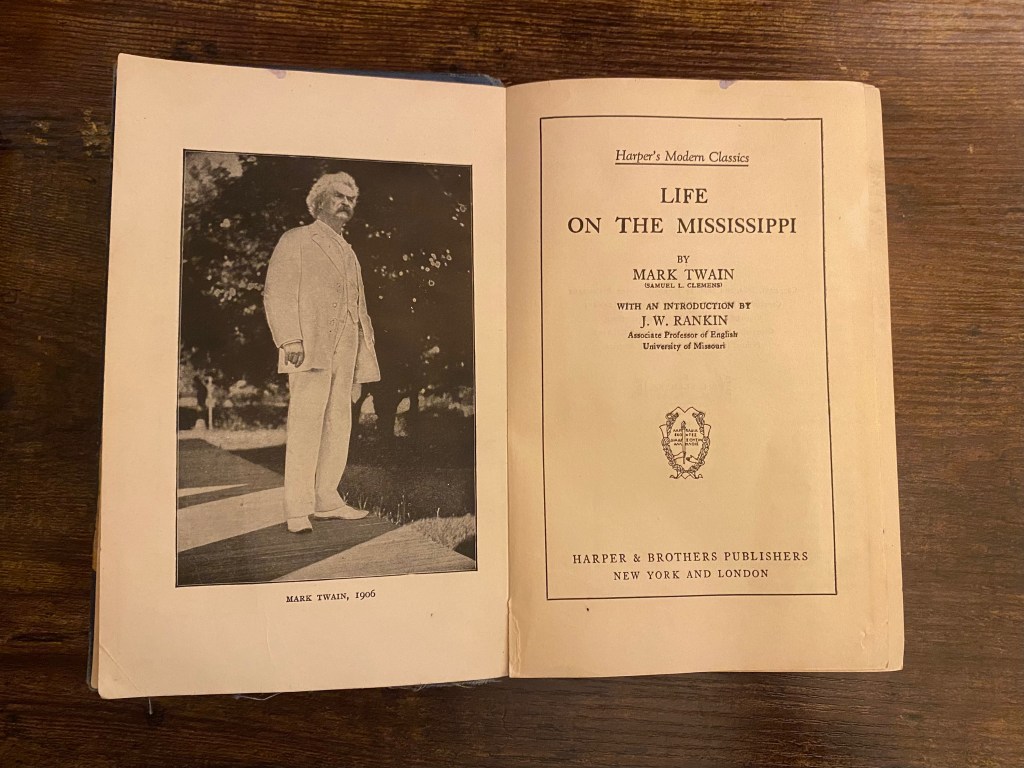 MARK TWAIN, 1906
Harper's Modern Classics
LIFE
ON THE MISSISSIPPI
BY
MARK TWAIN
(SAMUEL L. CLEMENS)
WITH AN INTRODUCTION BY
J. W. RANKIN
Associate Professor of English
University of Missouri
HARPER & BROTHERS PUBLISHERS
NEW YORK AND LONDON